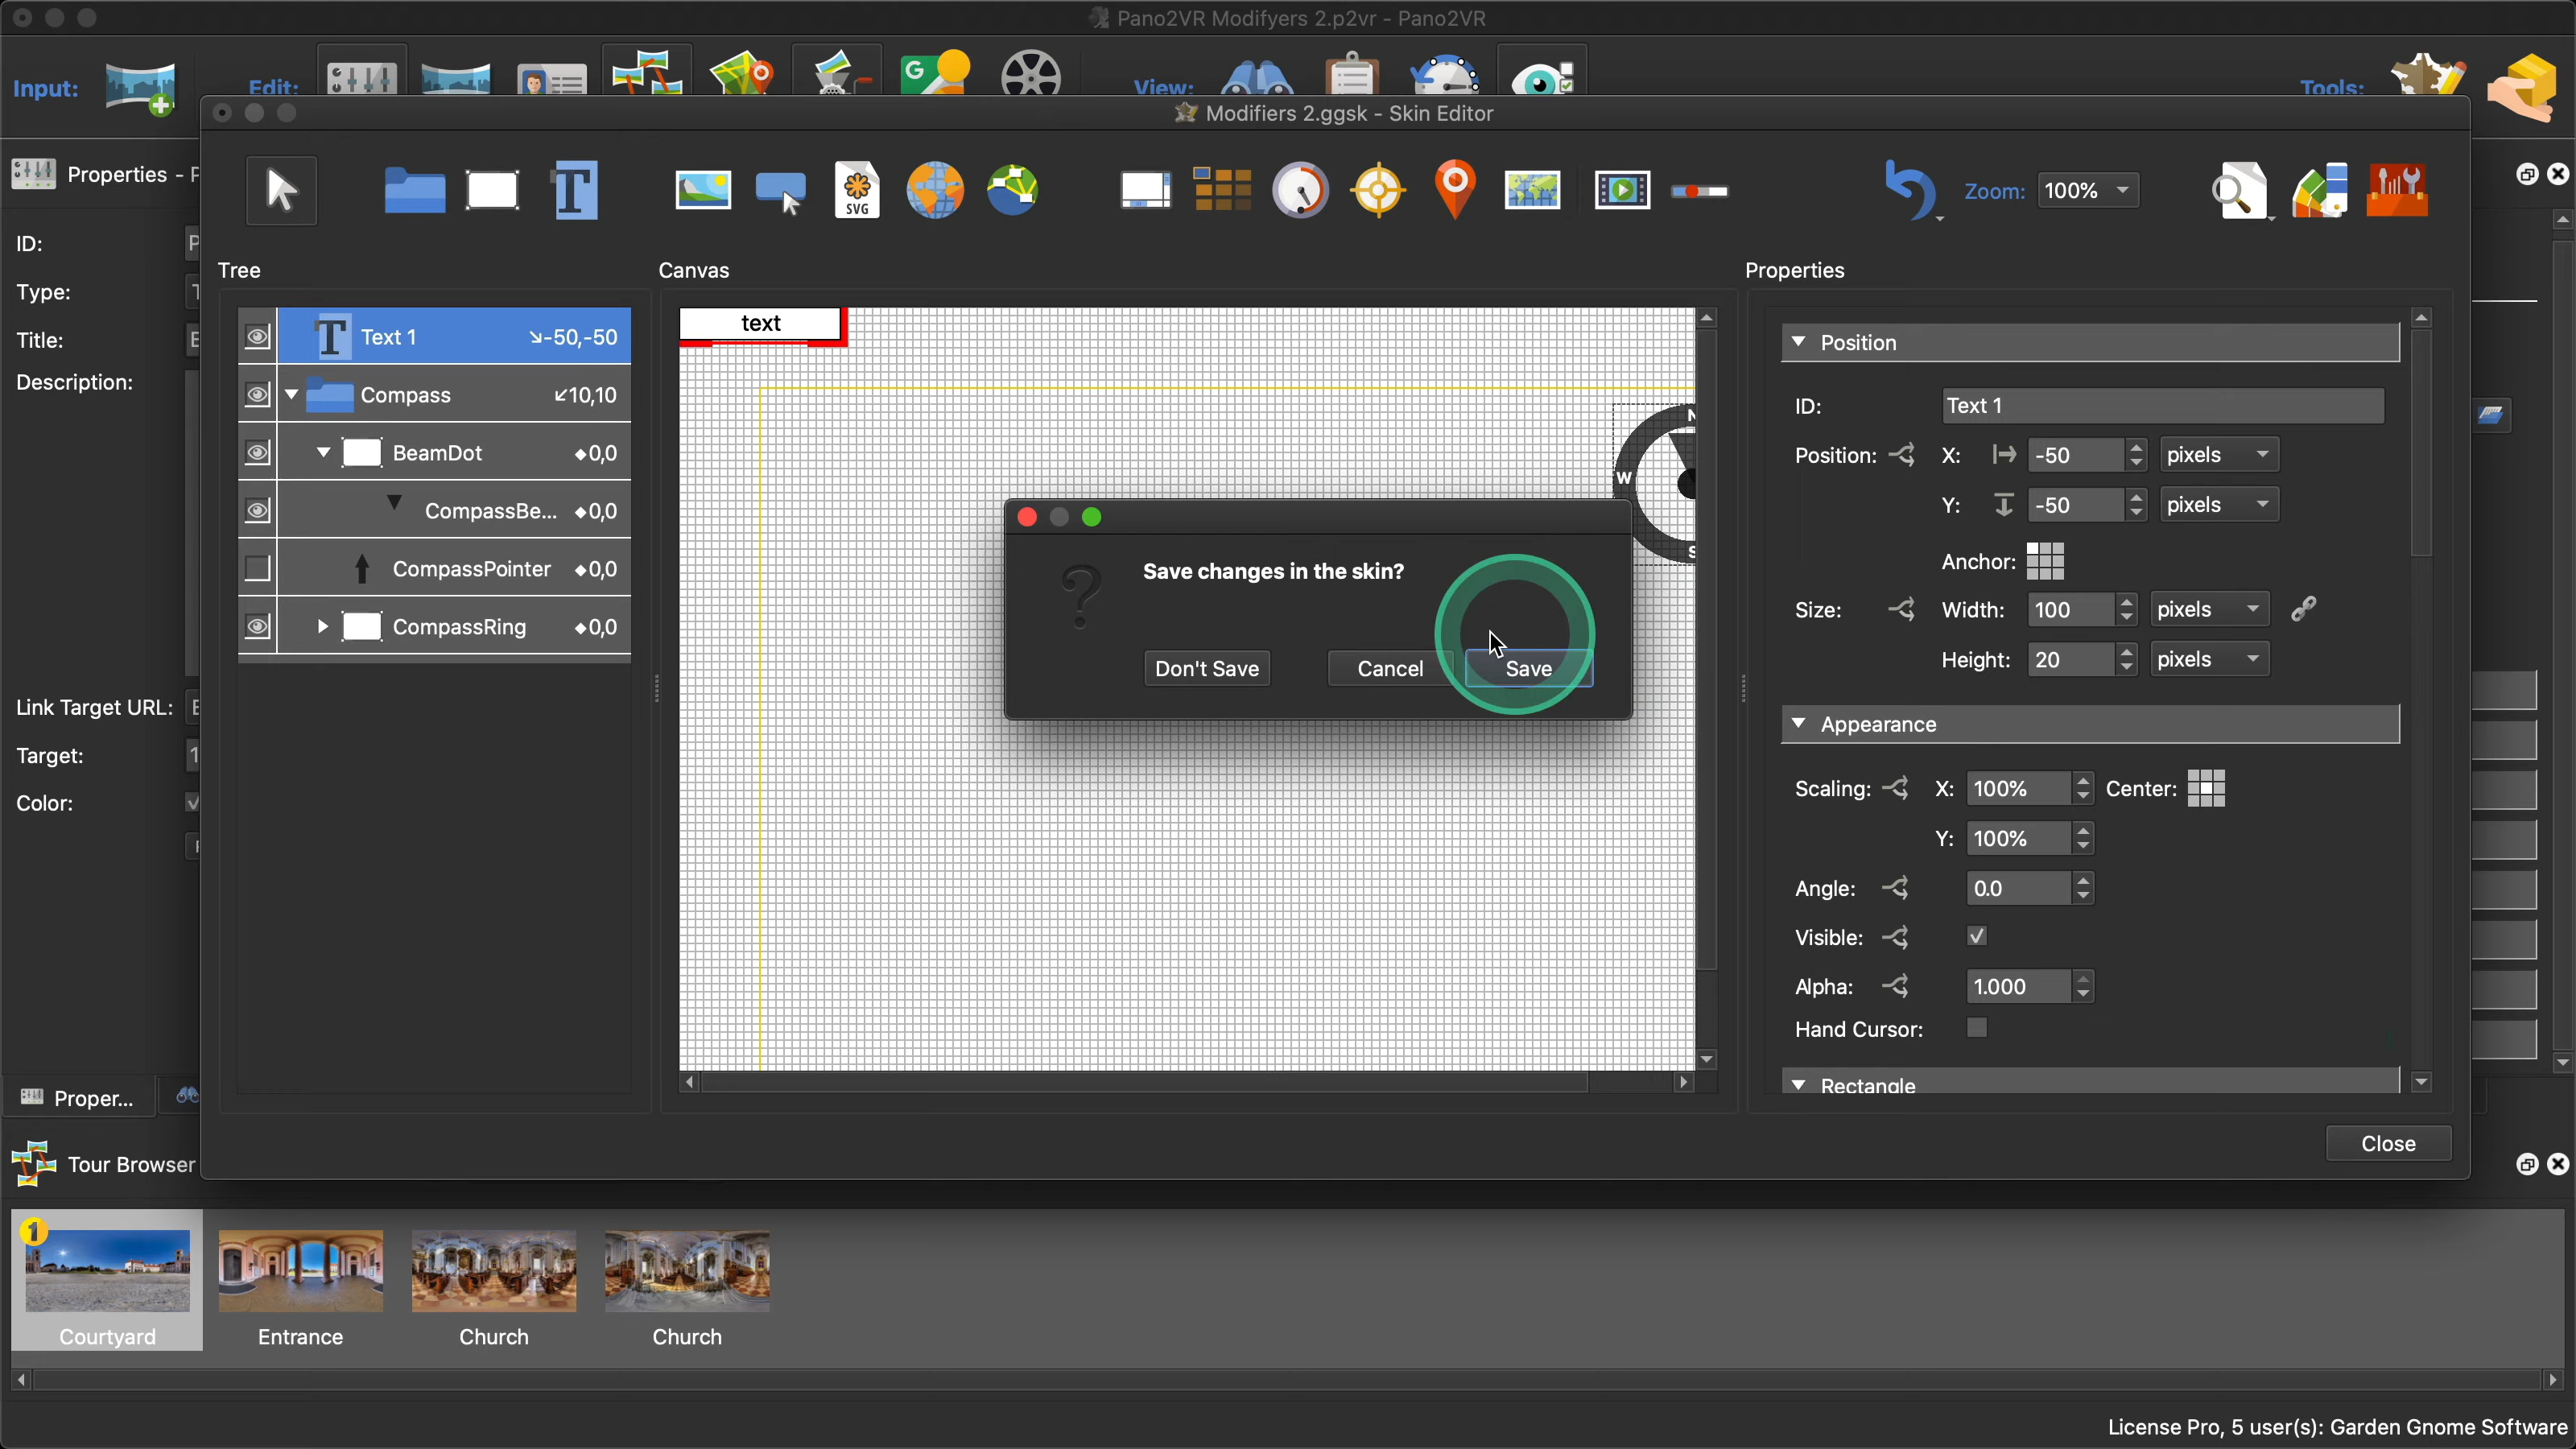 Pano2VR Modifyers 2.p2vr - Pano2VR
Input:
Edit:
View:
Tools:
Modifiers 2.ggsk - Skin Editor
Zoom: 100%
SVG
Properties - P
Tree
Canvas
Properties
ID:
Type:
Title:
Description:
Link Target URL:
Target:
Color:
Text 1 -50,-50
Compass 10,10
BeamDot 0,0
CompassBe... 0,0
CompassPointer 0,0
CompassRing 0,0
text
N
W
S
Save changes in the skin?
Don't Save
Cancel
Save
Position
ID: Text 1
Position: X: -50 pixels
Y: -50 pixels
Anchor:
Size: Width: 100 pixels
Height: 20 pixels
Appearance
Scaling: X: 100% Center:
Y: 100%
Angle: 0.0
Visible:
Alpha: 1.000
Hand Cursor:
Rectangle
Close
Proper...
Tour Browser
1
Courtyard
Entrance
Church
Church
License Pro, 5 user(s): Garden Gnome Software